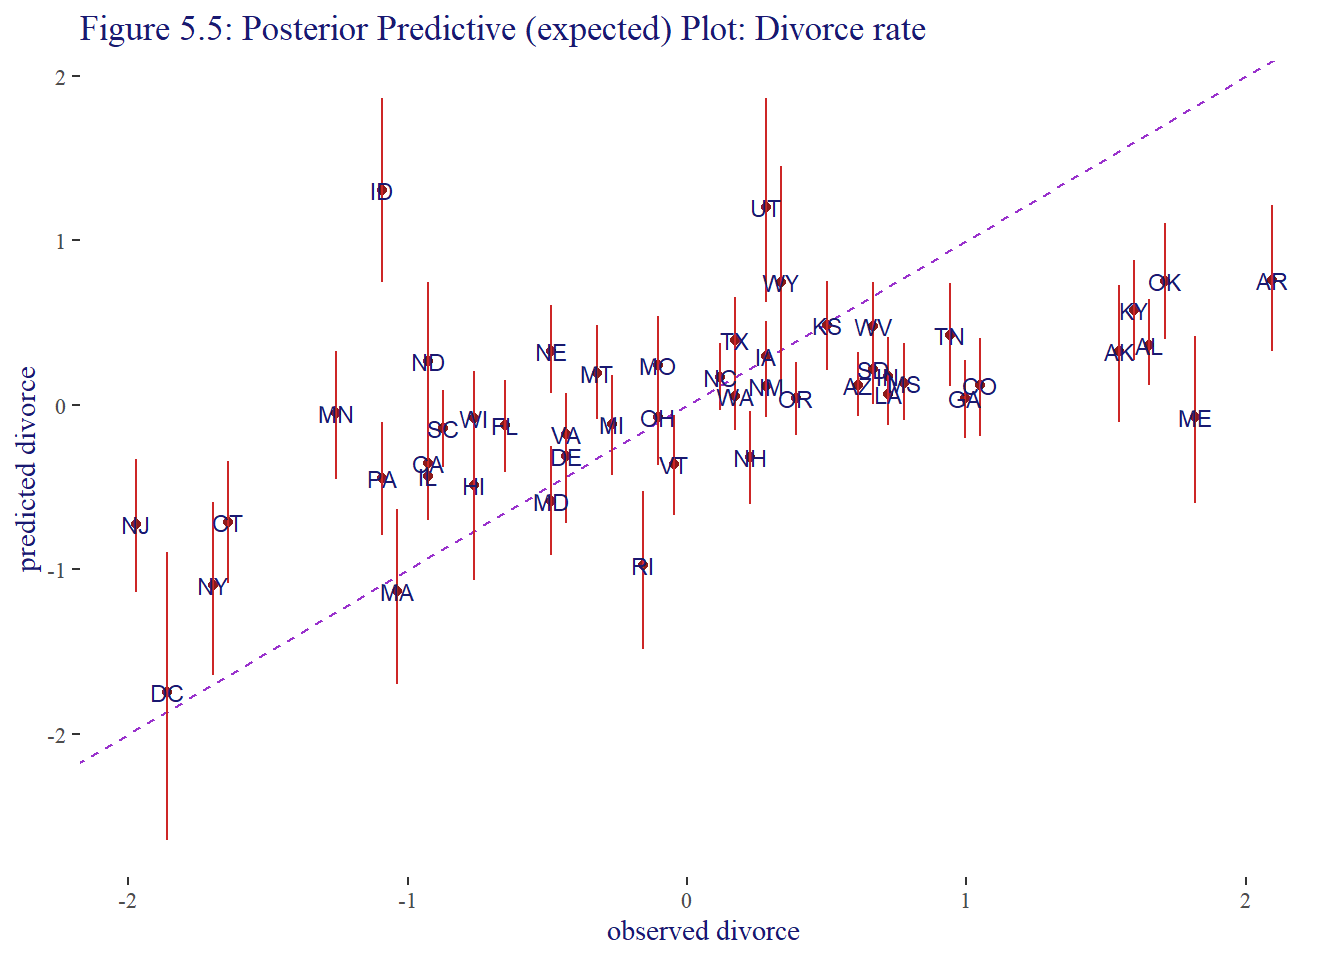 Figure 5.5: Posterior Predictive (expected) Plot: Divorce rate
2
1
0
-1
-2
predicted divorce
ID
UT
WY
OK
AR
KY
KS
WV
TN
TX
AL
AK
NE
IA
ND
MO
MT
SD
NC
IN
MS
NM
AZ
CO
LA
WA
OR
GA
MN
WI
OH
ME
MI
FL
SC
VA
DE
NH
CA
VT
IL
PA
HI
MD
NJ
CT
RI
NY
MA
DC
-2
-1
0
1
2
observed divorce